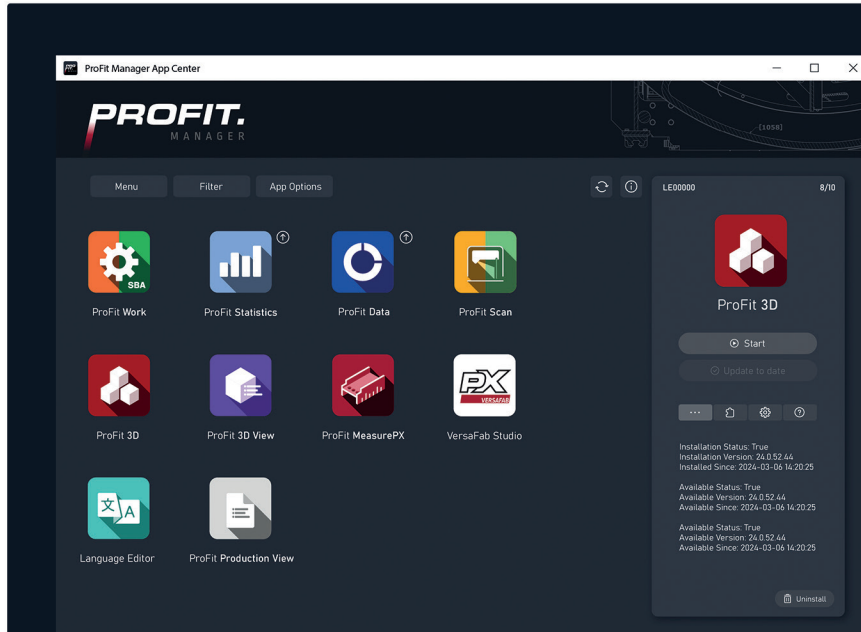 ProFit Manager App Center
PROFIT.
MANAGER
[1058]
Menu Filter App Options
LE00000 8/10
SBA
ProFit Work ProFit Statistics ProFit Data ProFit Scan
ProFit 3D
Start
Update to date
PX
VERSAFAB
ProFit 3D ProFit 3D View ProFit MeasurePX VersaFab Studio
Installation Status: True
Installation Version: 24.0.52.44
Installed Since: 2024-03-06 14:20:25
Available Status: True
Available Version: 24.0.52.44
Available Since: 2024-03-06 14:20:25
Available Status: True
Available Version: 24.0.52.44
Available Since: 2024-03-06 14:20:25
文 A
Language Editor ProFit Production View
Uninstall